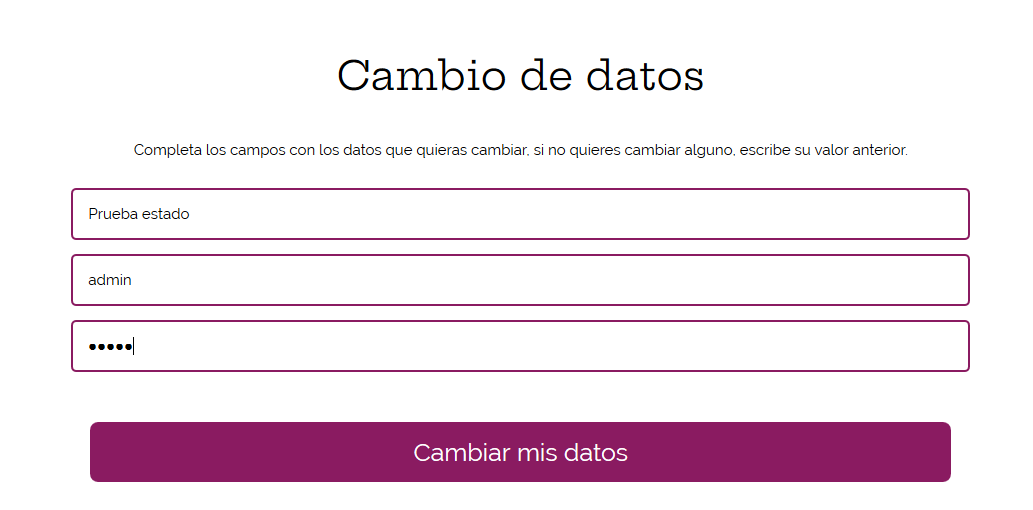 Cambio de datos
Completa los campos con los datos que quieras cambiar, si no quieres cambiar alguno, escribe su valor anterior.
Prueba estado
admin
•••••
Cambiar mis datos